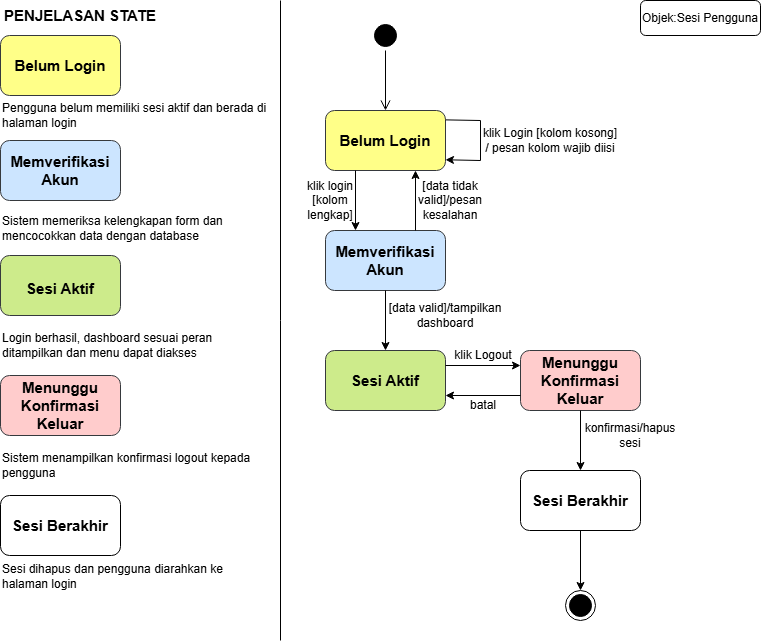 PENJELASAN STATE
Belum Login
Pengguna belum memiliki sesi aktif dan berada di
halaman login
Memverifikasi
Akun
Sistem memeriksa kelengkapan form dan
mencocokkan data dengan database
Sesi Aktif
Login berhasil, dashboard sesuai peran
ditampilkan dan menu dapat diakses
Menunggu
Konfirmasi
Keluar
Sistem menampilkan konfirmasi logout kepada
pengguna
Sesi Berakhir
Sesi dihapus dan pengguna diarahkan ke
halaman login
Objek:Sesi Pengguna
Belum Login
klik Login [kolom kosong]
/ pesan kolom wajib diisi
klik login
[kolom
lengkap]
[data tidak
valid]/pesan
kesalahan
Memverifikasi
Akun
[data valid]/tampilkan
dashboard
Sesi Aktif
klik Logout
batal
Menunggu
Konfirmasi
Keluar
konfirmasi/hapus
sesi
Sesi Berakhir